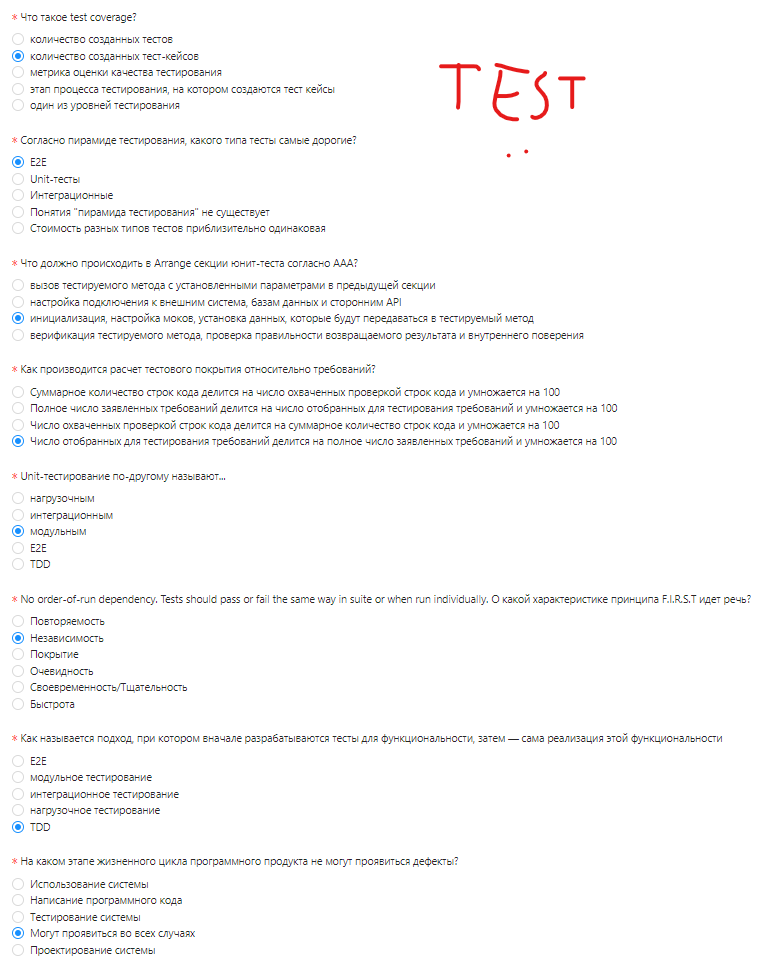 * Что такое test coverage?
количество созданных тестов
количество созданных тест-кейсов
метрика оценки качества тестирования
этап процесса тестирования, на котором создаются тест кейсы
один из уровней тестирования
TEST
* Согласно пирамиде тестирования, какого типа тесты самые дорогие?
E2E
Unit-тесты
Интеграционные
Понятия "пирамида тестирования" не существует
Стоимость разных типов тестов приблизительно одинаковая
* Что должно происходить в Arrange секции юнит-теста согласно AAA?
вызов тестируемого метода с установленными параметрами в предыдущей секции
настройка подключения к внешним система, базам данных и сторонним API
инициализация, настройка моков, установка данных, которые будут передаваться в тестируемый метод
верификация тестируемого метода, проверка правильности возвращаемого результата и внутреннего поверения
* Как производится расчет тестового покрытия относительно требований?
Суммарное количество строк кода делится на число охваченных проверкой строк кода и умножается на 100
Полное число заявленных требований делится на число отобранных для тестирования требований и умножается на 100
Число охваченных проверкой строк кода делится на суммарное количество строк кода и умножается на 100
Число отобранных для тестирования требований делится на полное число заявленных требований и умножается на 100
* Unit-тестирование по-другому называют...
нагрузочным
интеграционным
модульным
E2E
TDD
* No order-of-run dependency. Tests should pass or fail the same way in suite or when run individually. О какой характеристике принципа F.I.R.S.T идет речь?
Повторяемость
Независимость
Покрытие
Очевидность
Своевременность/Тщательность
Быстрота
* Как называется подход, при котором вначале разрабатываются тесты для функциональности, затем — сама реализация этой функциональности
E2E
модульное тестирование
интеграционное тестирование
нагрузочное тестирование
TDD
* На каком этапе жизненного цикла программного продукта не могут проявиться дефекты?
Использование системы
Написание программного кода
Тестирование системы
Могут проявиться во всех случаях
Проектирование системы